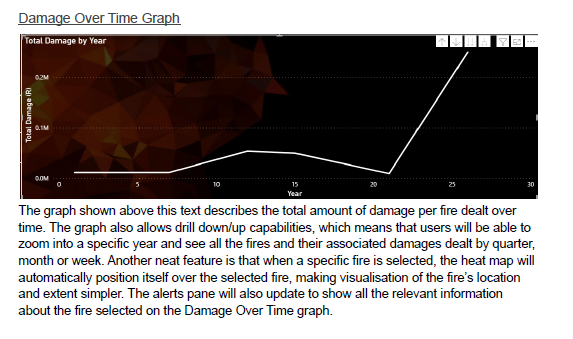 Damage Over Time Graph
Total Damage by Year
0.2M
0.1M
0.0M
Total Damage (R)
0 5 10 15 20 25 30
Year
The graph shown above this text describes the total amount of damage per fire dealt over
time. The graph also allows drill down/up capabilities, which means that users will be able to
zoom into a specific year and see all the fires and their associated damages dealt by quarter,
month or week. Another neat feature is that when a specific fire is selected, the heat map will
automatically position itself over the selected fire, making visualisation of the fire's location
and extent simpler. The alerts pane will also update to show all the relevant information
about the fire selected on the Damage Over Time graph.